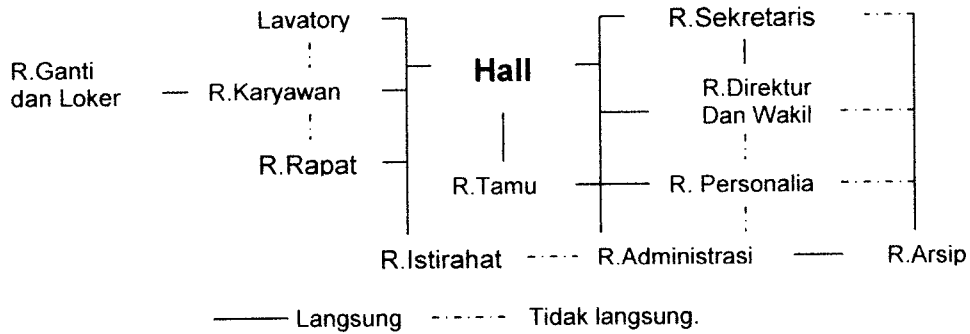 Lavatory
R.Sekretaris
Hall
R.Ganti
dan Loker
R.Karyawan
R.Direktur
Dan Wakil
R.Rapat
R.Tamu
R. Personalia
R.Istirahat
R.Administrasi
R.Arsip
Langsung
Tidak langsung.